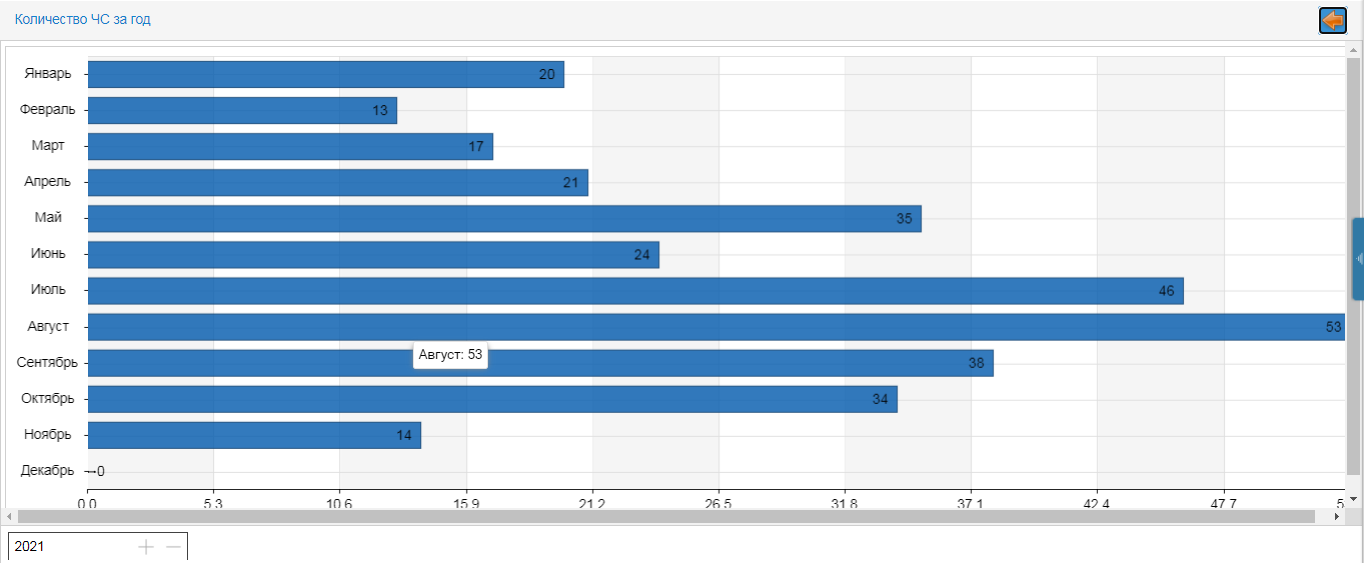 Количество ЧС за год
Январь 20
Февраль 13
Март 17
Апрель 21
Май 35
Июнь 24
Июль 46
Август 53
Август: 53
Сентябрь 38
Октябрь 34
Ноябрь 14
Декабрь 0
0.0 5.3 10.6 15.9 21.2 26.5 31.8 37.1 42.4 47.7
2021